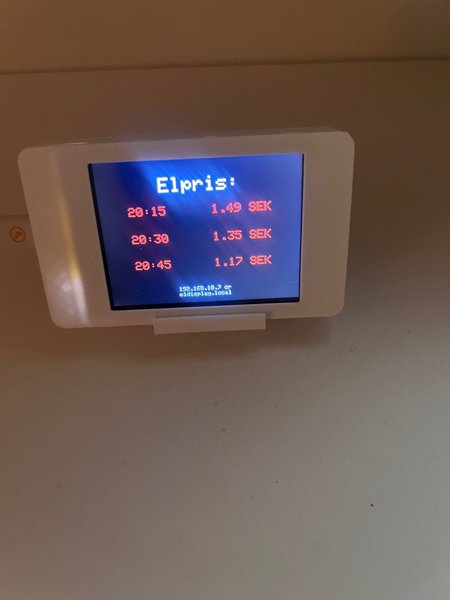 Elpris:
20:15 1.49 SEK
20:30 1.35 SEK
20:45 1.17 SEK
192.168.10.7 or
eldisplay.local